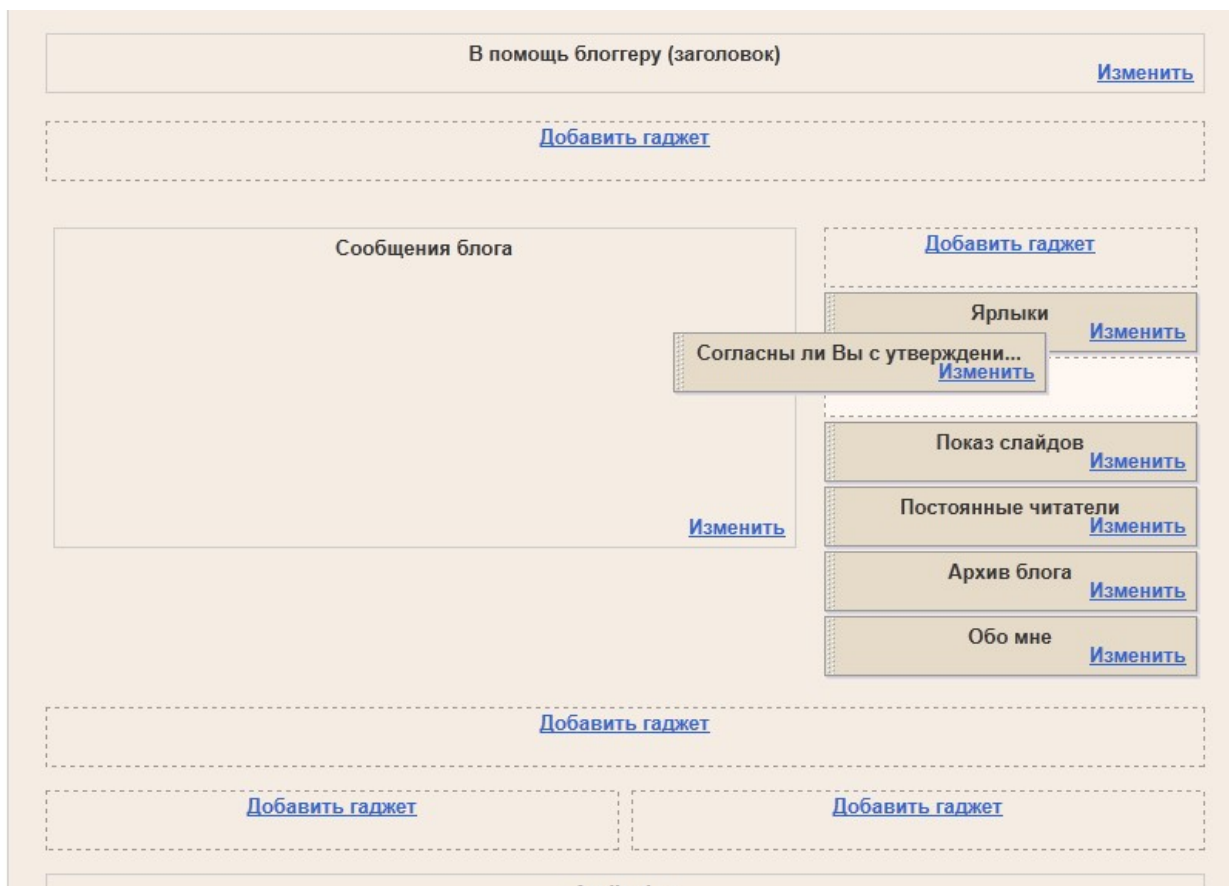 В помощь блоггеру (заголовок)
Изменить
Добавить гаджет
Сообщения блога
Изменить
Добавить гаджет
Ярлыки
Изменить
Согласны ли Вы с утверждени...
Изменить
Показ слайдов
Изменить
Постоянные читатели
Изменить
Архив блога
Изменить
Обо мне
Изменить
Добавить гаджет
Добавить гаджет
Добавить гаджет